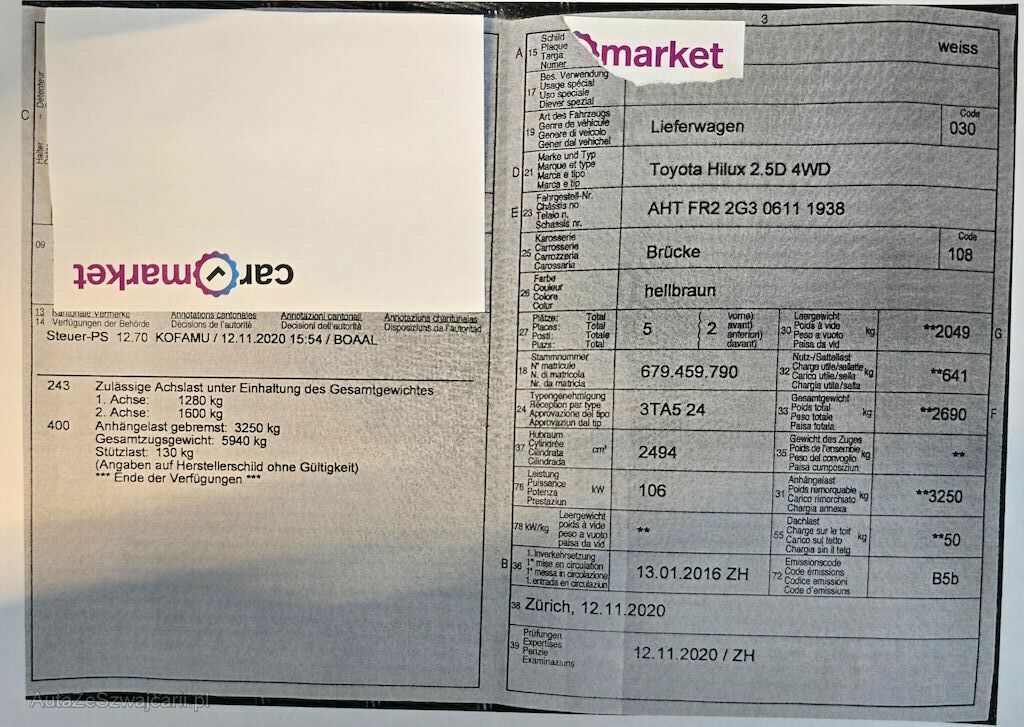 C
Halter
Détenteur
09
car market
13 Kantonale Vermerke Annotations cantonales Annotazioni cantonali Annotaziuns chantunalas
14 Verfügungen der Behörde Décisions de l'autorité Decisioni dell'autorità Disposiziuns da l'autoritad
Steuer-PS 12.70 KOFAMU / 12.11.2020 15:54 / BOAAL
243 Zulässige Achslast unter Einhaltung des Gesamtgewichtes
1. Achse: 1280 kg
2. Achse: 1600 kg
400 Anhängelast gebremst: 3250 kg
Gesamtzugsgewicht: 5940 kg
Stützlast: 130 kg
(Angaben auf Herstellerschild ohne Gültigkeit)
*** Ende der Verfügungen ***
3
market
A 15 Schild
Plaque
Targa
Numer
weiss
17 Bes. Verwendung
Usage spécial
Uso speciale
Diever spezial
19 Art des Fahrzeugs
Genre de véhicule
Genere di veicolo
Gener dal vehichel
Lieferwagen
Code
030
D 21 Marke und Typ
Marque et type
Marca e tipo
Marca e tip
Toyota Hilux 2.5D 4WD
E 23 Fahrgestell-Nr.
Châssis no
Telaio n.
Schassis nr.
AHT FR2 2G3 0611 1938
25 Karosserie
Carrosserie
Carrozzeria
Carossaria
Brücke
Code
108
26 Farbe
Couleur
Colore
Colur
hellbraun
27 Plätze: Total
Places: Total
Posti: Totale
Plazs: Total
5
( 2
vorne)
avant)
anteriori)
davant)
30 Leergewicht
Poids à vide
Peso a vuoto
Paisa da vid
kg
**2049
G
18 Stammnummer
N° matricule
N. di matricola
Nr. da matricla
679.459.790
32 Nutz-/Sattellast
Charge utile/sellette
Carico utile/sella
Chargia utila/sella
kg
**641
24 Typengenehmigung
Réception par type
Approvazione del tipo
Approvaziun dal tip
3TA5 24
33 Gesamtgewicht
Poids total
Peso totale
Paisa totala
kg
**2690
F
37 Hubraum
Cylindrée
Cilindrata
Cilindrada
cm³
2494
35 Gewicht des Zuges
Poids de l'ensemble
Peso del convoglio
Paisa cumposiziun
kg
**
76 Leistung
Puissance
Potenza
Prestaziun
kW
106
31 Anhängelast
Poids remorquable
Carico rimorchiato
Chargia annexa
kg
**3250
78 kW/kg
Leergewicht
poids à vide
peso a vuoto
paisa da vid
**
55 Dachlast
Charge sur le toit
Carico sul tetto
Chargia sin il tetg
kg
**50
B 36 1. Inverkehrsetzung
1re mise en circulation
1a messa in circolazione
1. entrada en circulaziun
13.01.2016 ZH
72 Emissionscode
Code émissions
Codice emissioni
Code d'emissiuns
B5b
38 Zürich, 12.11.2020
39 Prüfungen
Expertises
Perizie
Examinaziuns
12.11.2020 / ZH
AutaZeSzwajcarii.pl